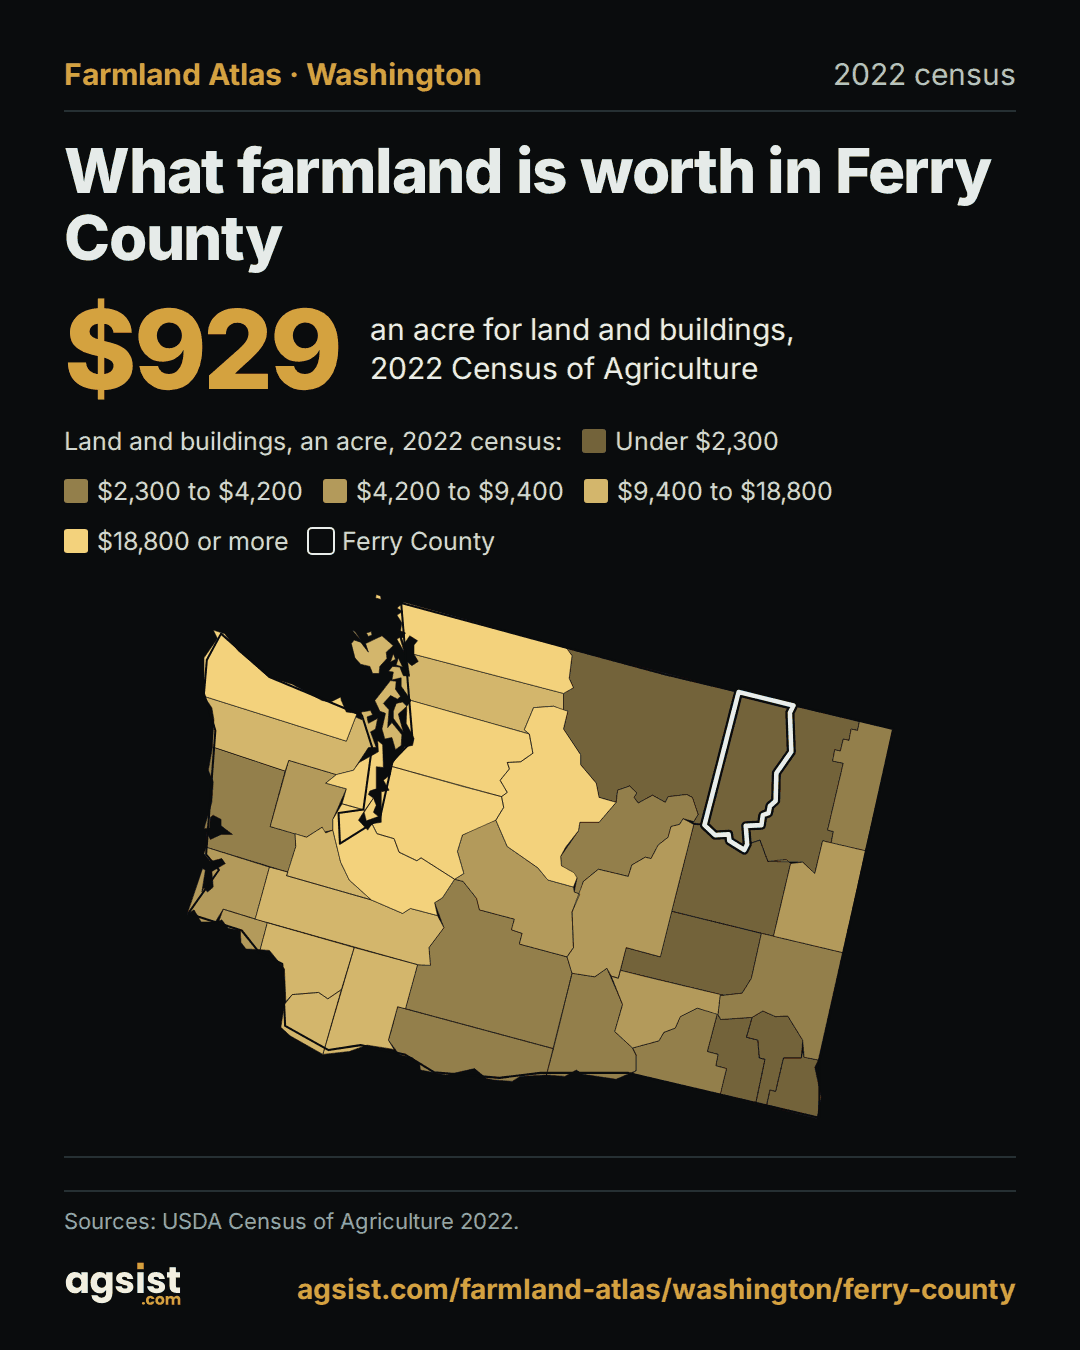 Farmland Atlas · Washington
2022 census
What farmland is worth in Ferry
County
$929
an acre for land and buildings,
2022 Census of Agriculture
Land and buildings, an acre, 2022 census: Under $2,300
$2,300 to $4,200 $4,200 to $9,400 $9,400 to $18,800
$18,800 or more Ferry County
Sources: USDA Census of Agriculture 2022.
agsist
.com
agsist.com/farmland-atlas/washington/ferry-county